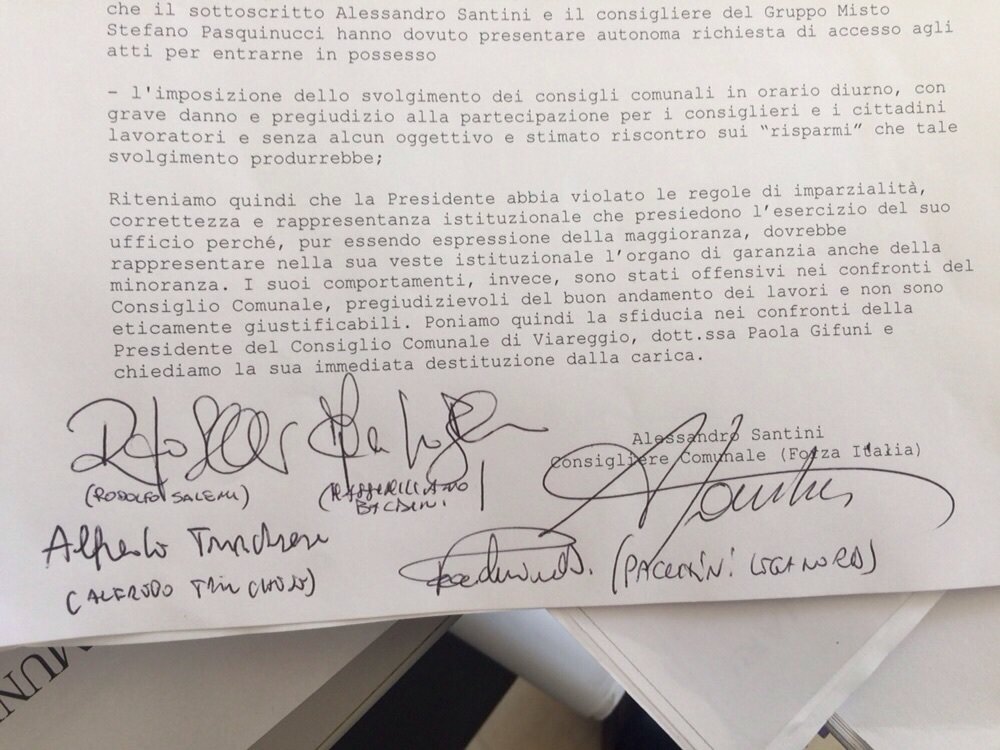 che il sottoscritto Alessandro Santini e il consigliere del Gruppo Misto
Stefano Pasquinucci hanno dovuto presentare autonoma richiesta di accesso agli
atti per entrarne in possesso
- l'imposizione dello svolgimento dei consigli comunali in orario diurno, con
grave danno e pregiudizio alla partecipazione per i consiglieri e i cittadini
lavoratori e senza alcun oggettivo e stimato riscontro sui “risparmi” che tale
svolgimento produrrebbe;
Riteniamo quindi che la Presidente abbia violato le regole di imparzialità,
correttezza e rappresentanza istituzionale che presiedono l'esercizio del suo
ufficio perché, pur essendo espressione della maggioranza, dovrebbe
rappresentare nella sua veste istituzionale l'organo di garanzia anche della
minoranza. I suoi comportamenti, invece, sono stati offensivi nei confronti del
Consiglio Comunale, pregiudizievoli del buon andamento dei lavori e non sono
eticamente giustificabili. Poniamo quindi la sfiducia nei confronti della
Presidente del Consiglio Comunale di Viareggio, dott.ssa Paola Gifuni e
chiediamo la sua immediata destituzione dalla carica.
Alessandro Santini
Consigliere Comunale (Forza Italia)
(RODOLFO SALEMI)
Alfredo
(PACCHINI LEGA NORD)
MUN